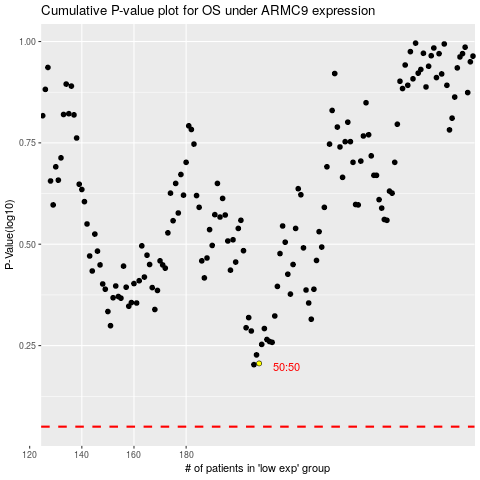 Cumulative P-value plot for OS under ARMC9 expression
1.00
0.75
0.50
0.25
P-Value(log10)
50:50
120 140 160 180
# of patients in 'low exp' group